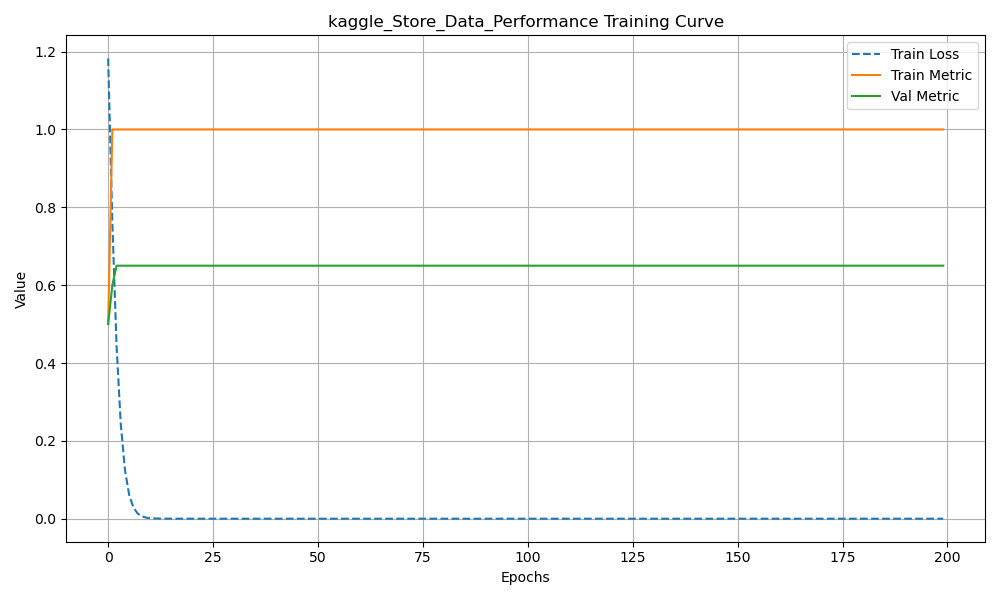 kaggle_Store_Data_Performance Training Curve
Train Loss
Train Metric
Val Metric
Value
1.2
1.0
0.8
0.6
0.4
0.2
0.0
0 25 50 75 100 125 150 175 200
Epochs